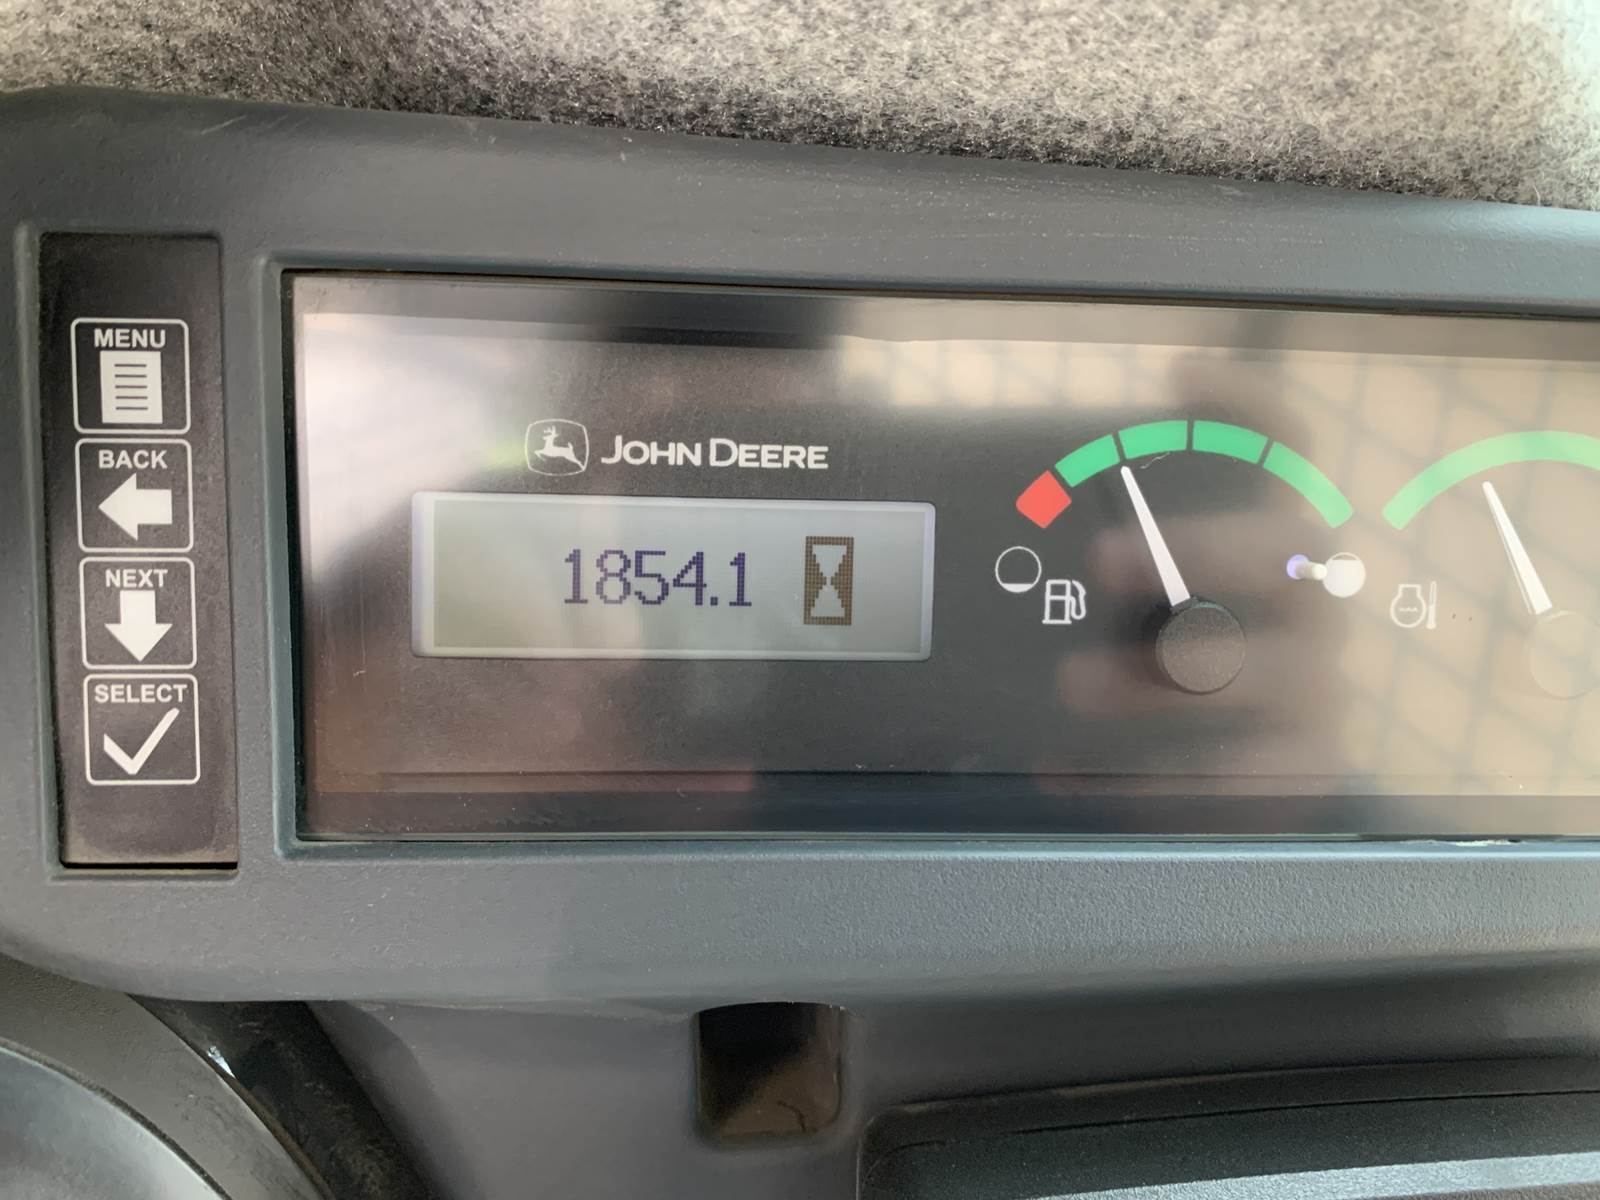 MENU
BACK
NEXT
SELECT
JOHN DEERE
1854.1